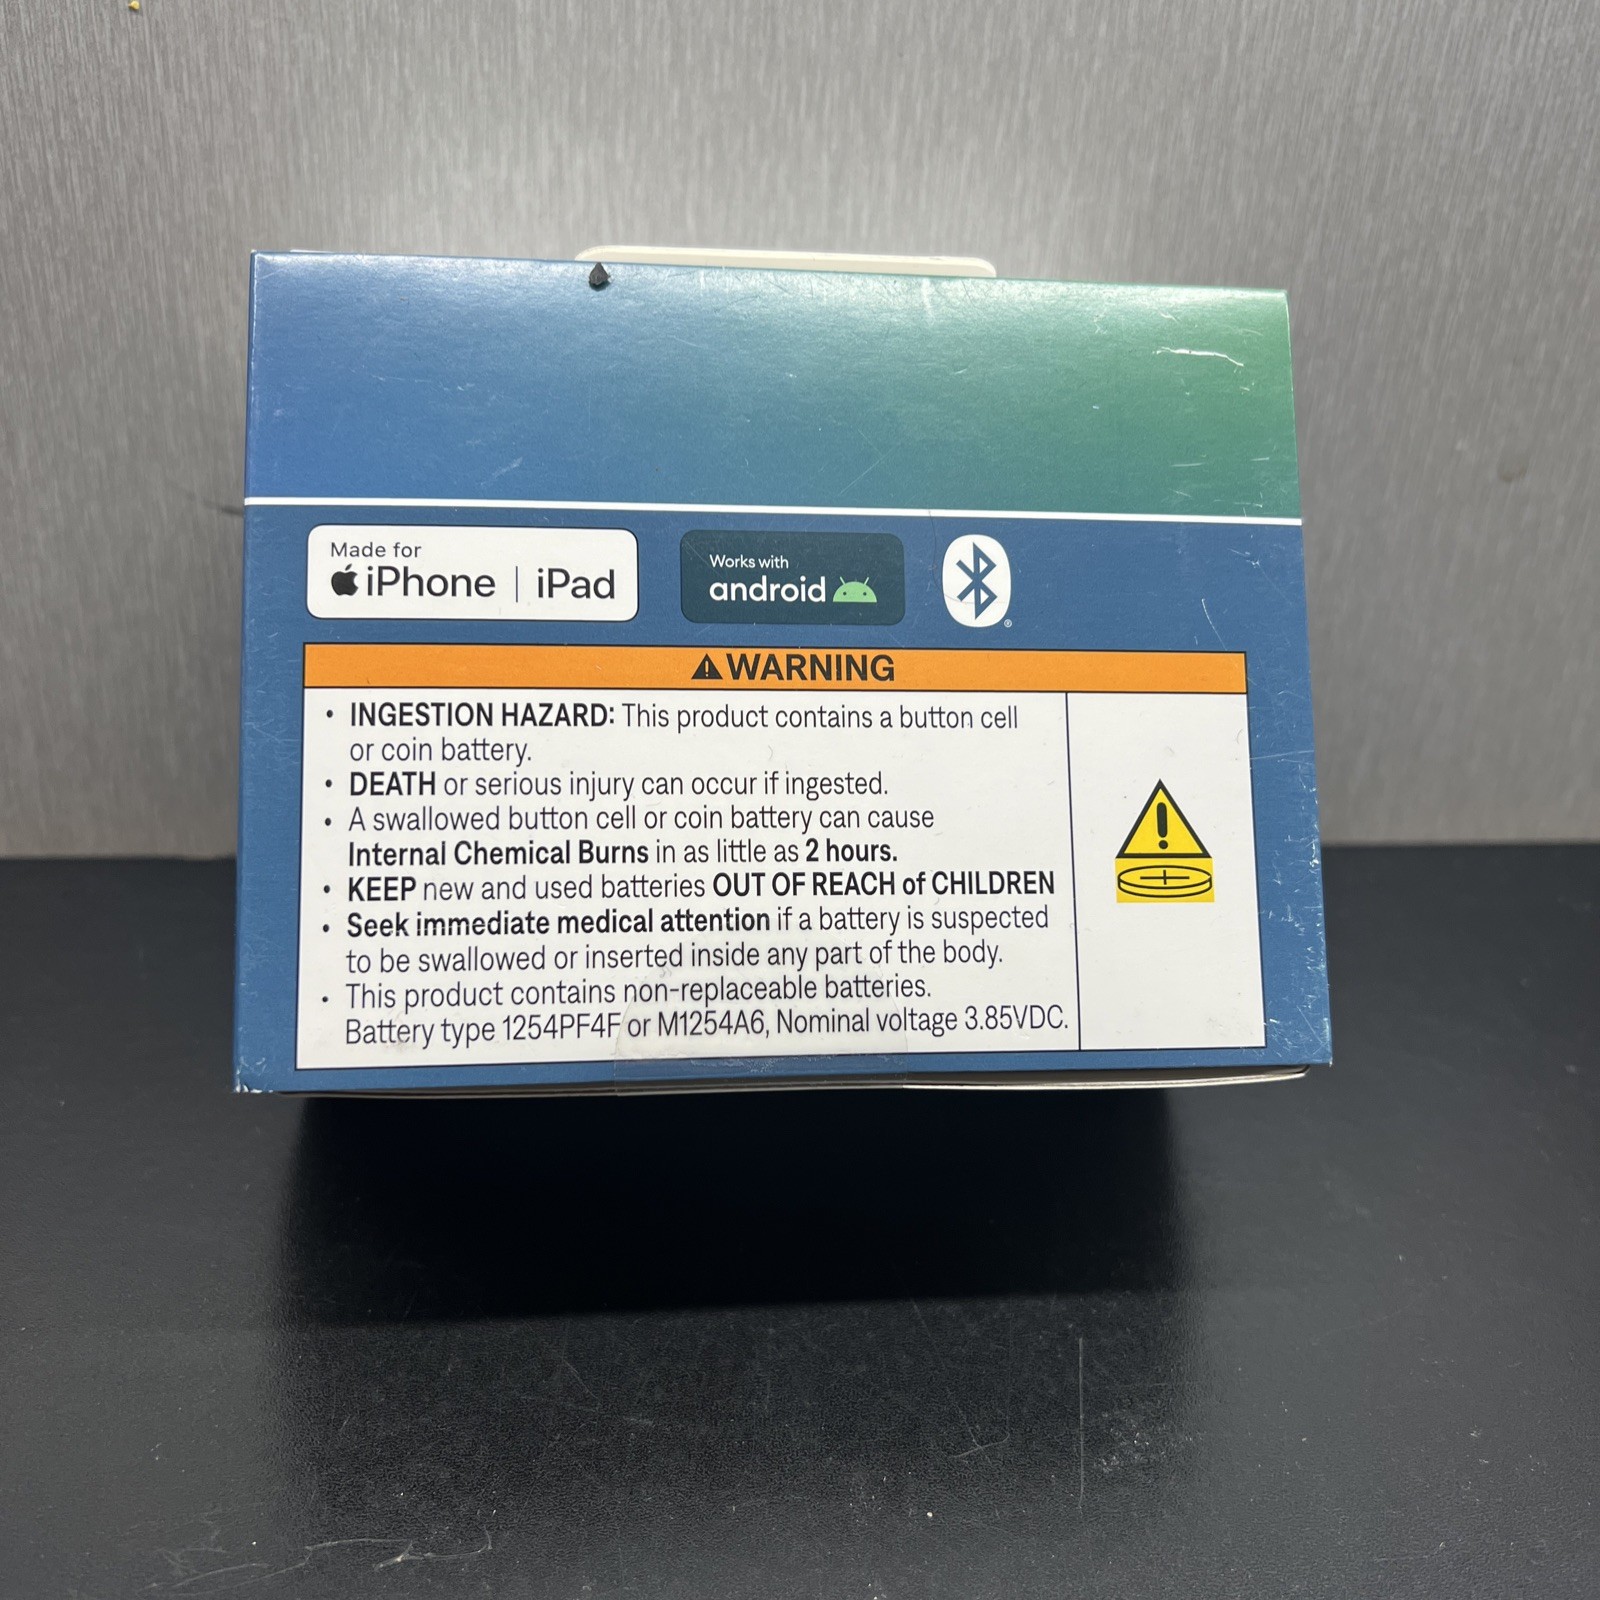 Made for
iPhone | iPad
Works with
android
®
WARNING
• INGESTION HAZARD: This product contains a button cell
or coin battery.
• DEATH or serious injury can occur if ingested.
• A swallowed button cell or coin battery can cause
Internal Chemical Burns in as little as 2 hours.
• KEEP new and used batteries OUT OF REACH of CHILDREN
• Seek immediate medical attention if a battery is suspected
to be swallowed or inserted inside any part of the body.
• This product contains non-replaceable batteries.
Battery type 1254PF4F or M1254A6, Nominal voltage 3.85VDC.